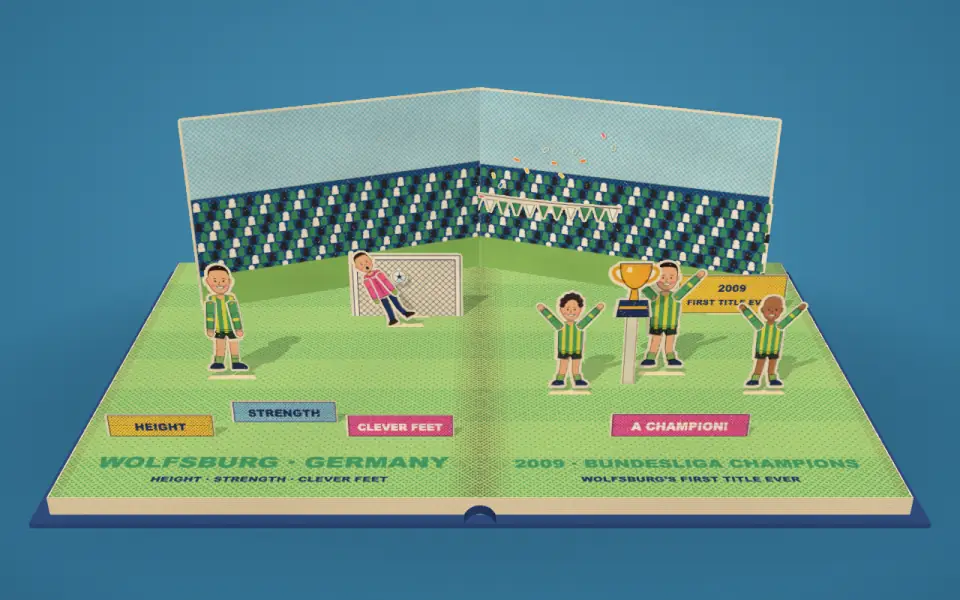 2009
FIRST TITLE
HEIGHT
STRENGTH
CLEVER FEET
A CHAMPION!
WOLFSBURG · GERMANY
HEIGHT · STRENGTH · CLEVER FEET
2009 · BUNDESLIGA CHAMPIONS
WOLFSBURG'S FIRST TITLE EVER